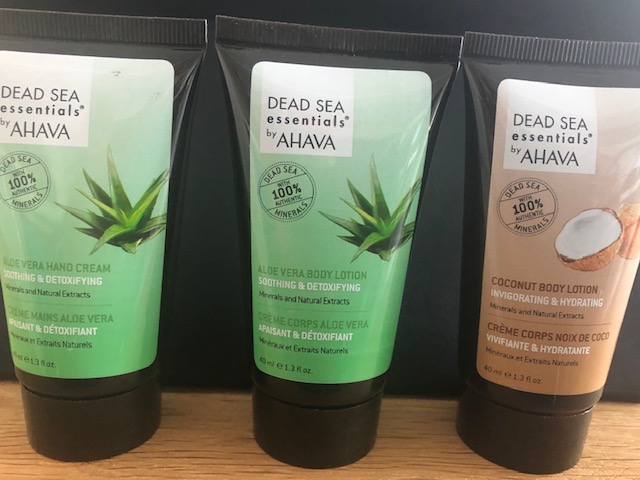 DEAD SEA
essentials®
by AHAVA
DEAD SEA
WITH
100%
AUTHENTIC
MINERALS
ALOE VERA HAND CREAM
SOOTHING & DETOXIFYING
Minerals and Natural Extracts
CRÈME MAINS ALOE VERA
APAISANT & DÉTOXIFIANT
Minéraux et Extraits Naturels
ml e 1.3 fl oz.
DEAD SEA
essentials®
by AHAVA
DEAD SEA
WITH
100%
AUTHENTIC
MINERALS
ALOE VERA BODY LOTION
SOOTHING & DETOXIFYING
Minerals and Natural Extracts
CRÈME CORPS ALOE VERA
APAISANT & DÉTOXIFIANT
Minéraux et Extraits Naturels
40 ml e 1.3 fl oz.
DEAD SEA
essentials®
by AHAVA
DEAD SEA
WITH
100%
AUTHENTIC
MINERALS
COCONUT BODY LOTION
INVIGORATING & HYDRATING
Minerals and Natural Extracts
CRÈME CORPS NOIX DE COCO
VIVIFIANTE & HYDRATANTE
Minéraux et Extraits Naturels
40 ml e 1.3 fl oz.